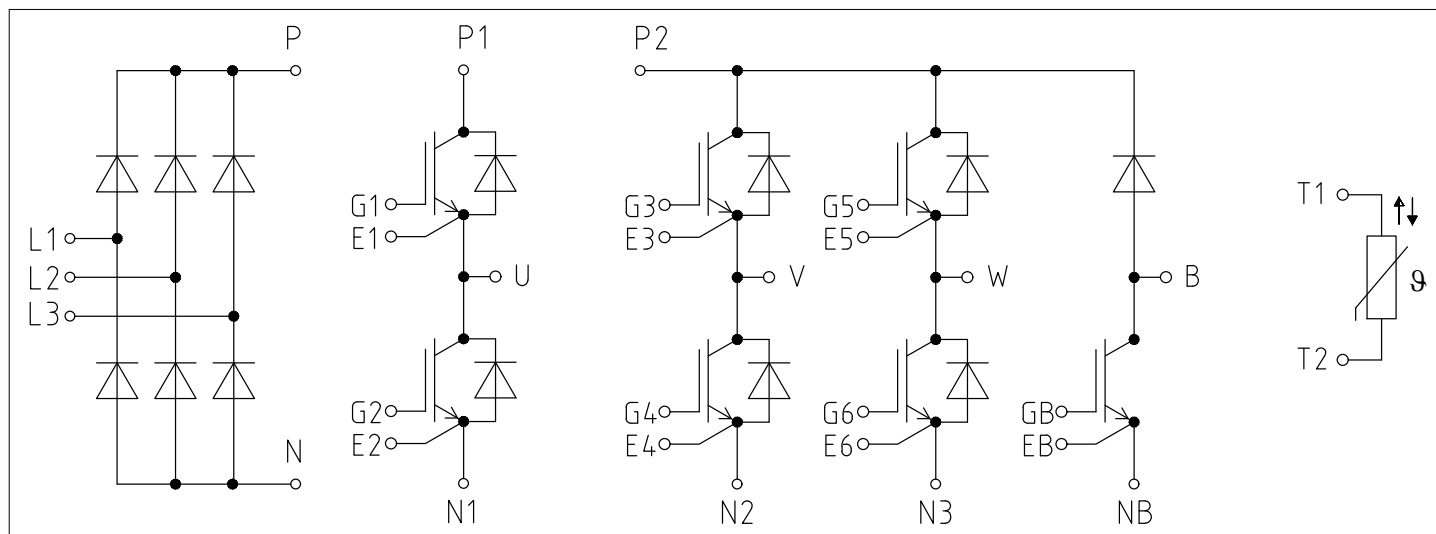 P P1 P2
G1 G3 G5 T1
L1 E1 E3 E5
L2 U V W B ϑ
L3
T2
G2 G4 G6 GB
E2 E4 E6 EB
N
N1 N2 N3 NB